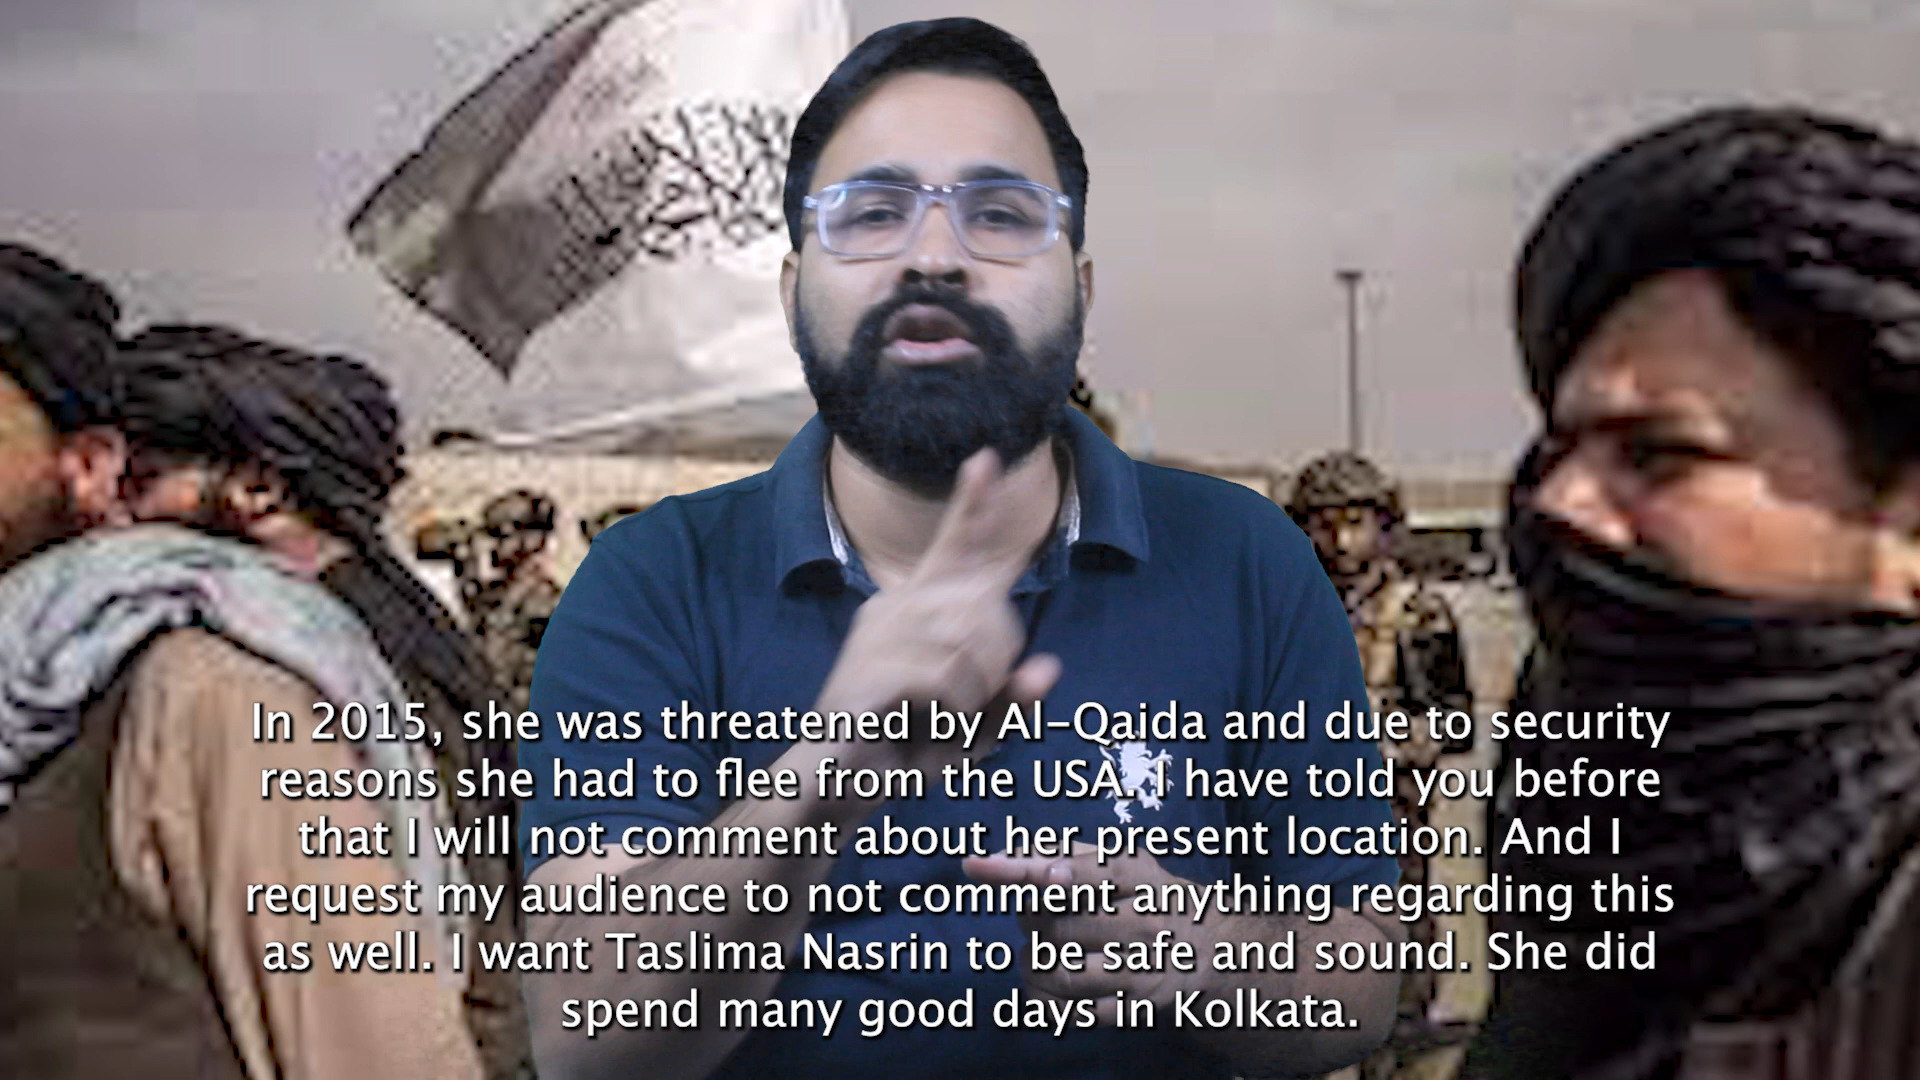 In 2015, she was threatened by Al-Qaida and due to security
reasons she had to flee from the USA. I have told you before
that I will not comment about her present location. And I
request my audience to not comment anything regarding this
as well. I want Taslima Nasrin to be safe and sound. She did
spend many good days in Kolkata.